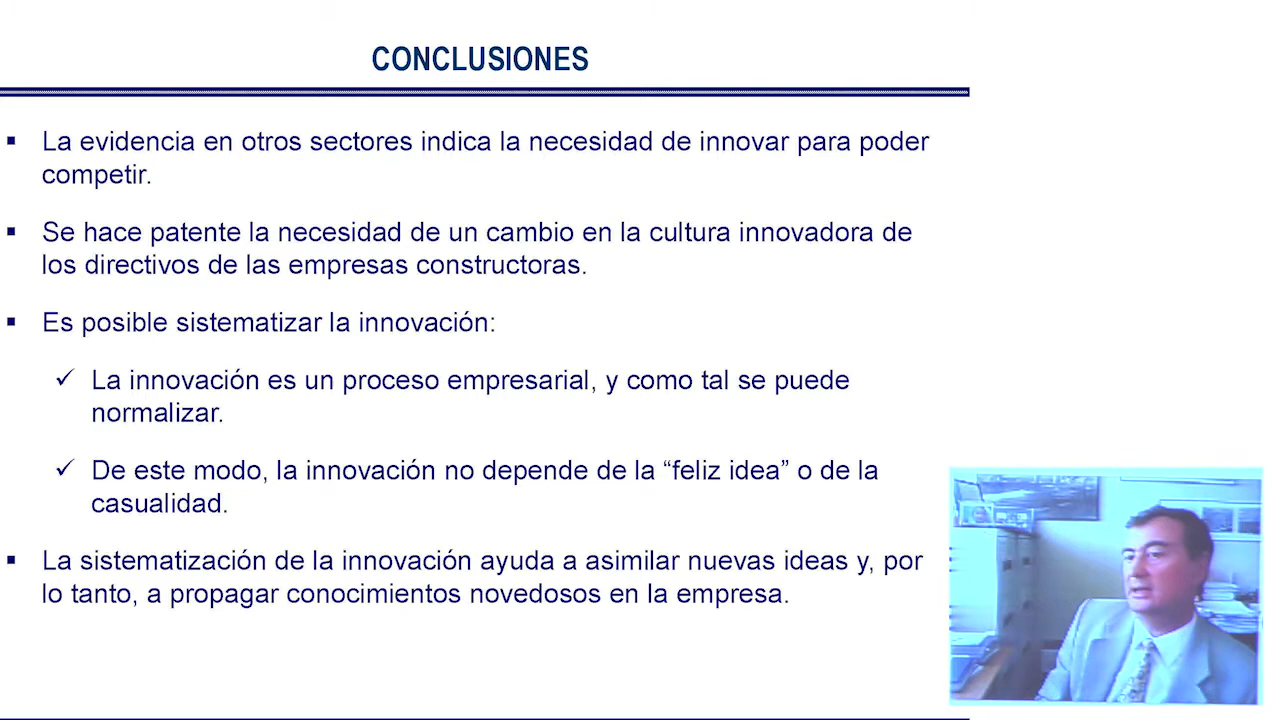 CONCLUSIONES
▪ La evidencia en otros sectores indica la necesidad de innovar para poder
competir.
▪ Se hace patente la necesidad de un cambio en la cultura innovadora de
los directivos de las empresas constructoras.
▪ Es posible sistematizar la innovación:
✓ La innovación es un proceso empresarial, y como tal se puede
normalizar.
✓ De este modo, la innovación no depende de la “feliz idea” o de la
casualidad.
▪ La sistematización de la innovación ayuda a asimilar nuevas ideas y, por
lo tanto, a propagar conocimientos novedosos en la empresa.